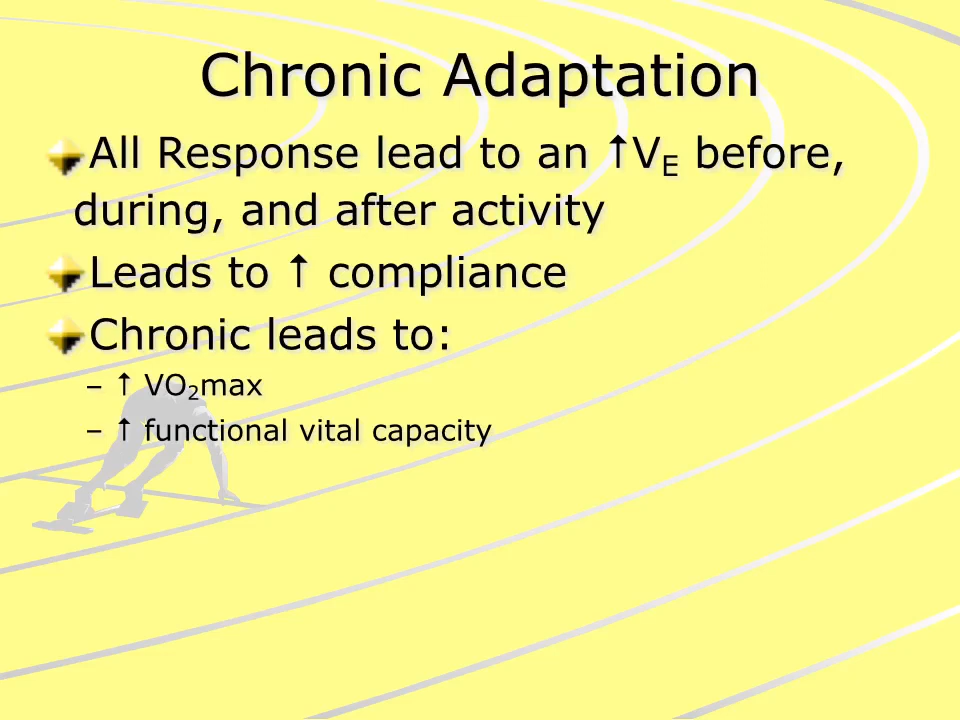 Chronic Adaptation
All Response lead to an ↑VE before,
during, and after activity
Leads to ↑ compliance
Chronic leads to:
– ↑ VO2max
– ↑ functional vital capacity